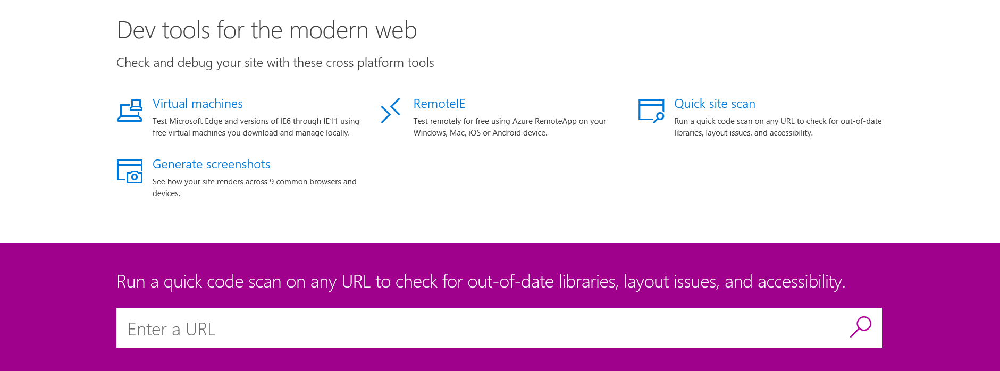 Dev tools for the modern web
Check and debug your site with these cross platform tools
Virtual machines
Test Microsoft Edge and versions of IE6 through IE11 using
free virtual machines you download and manage locally.
RemoteIE
Test remotely for free using Azure RemoteApp on your
Windows, Mac, iOS or Android device.
Quick site scan
Run a quick code scan on any URL to check for out-of-date
libraries, layout issues, and accessibility.
Generate screenshots
See how your site renders across 9 common browsers and
devices.
Run a quick code scan on any URL to check for out-of-date libraries, layout issues, and accessibility.
Enter a URL